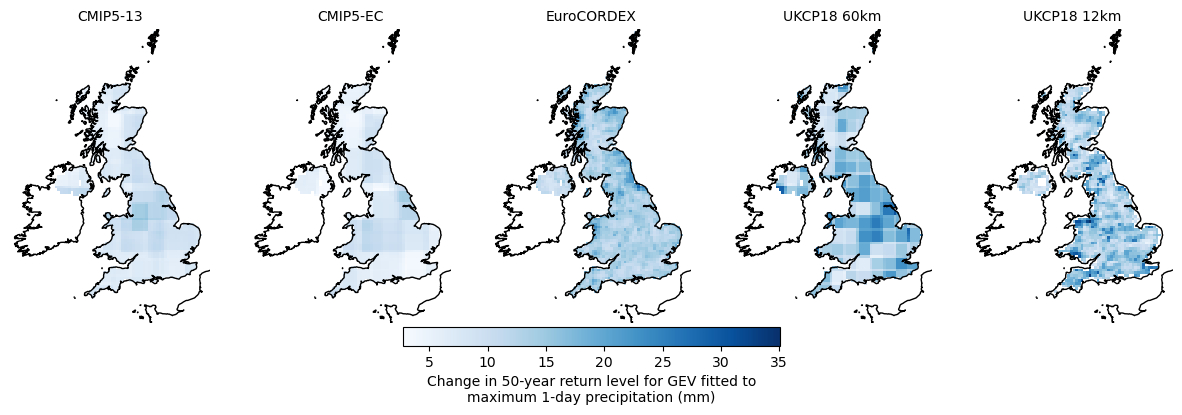 CMIP5-13
CMIP5-EC
EuroCORDEX
UKCP18 60km
UKCP18 12km
5 10 15 20 25 30 35
Change in 50-year return level for GEV fitted to
maximum 1-day precipitation (mm)